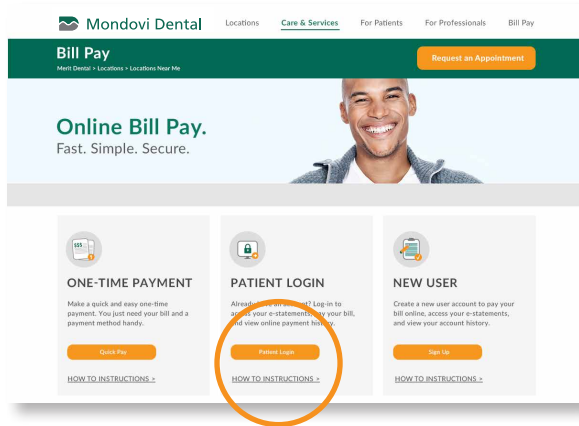 Mondovi Dental
Locations Care & Services For Patients For Professionals Bill Pay
Bill Pay
Merit Dental > Locations > Locations Near Me
Request an Appointment
Online Bill Pay.
Fast. Simple. Secure.
$$$
ONE-TIME PAYMENT
Make a quick and easy one-time
payment. You just need your bill and a
payment method handy.
Quick Pay
HOW TO INSTRUCTIONS >
PATIENT LOGIN
Already have an account? Log-in to
access your e-statements, pay your bill,
and view online payment history.
Patient Login
HOW TO INSTRUCTIONS >
NEW USER
Create a new user account to pay your
bill online, access your e-statements,
and view your account history.
Sign Up
HOW TO INSTRUCTIONS >